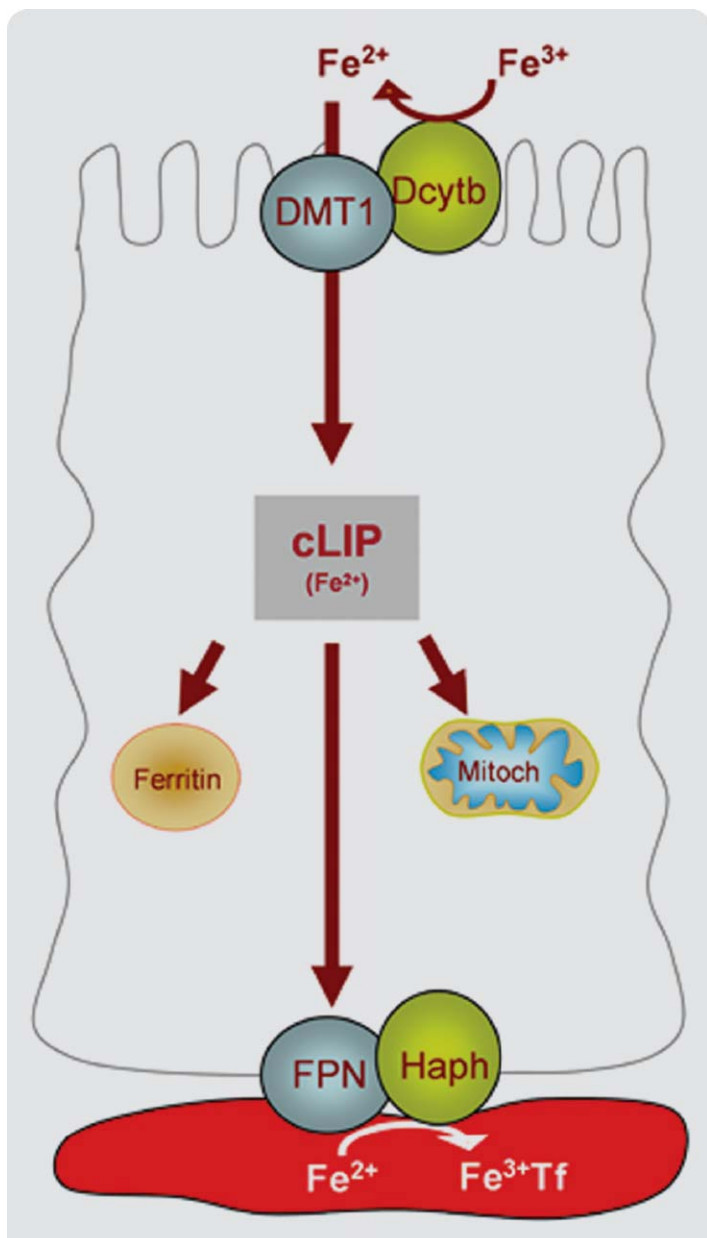 Fe²⁺ Fe³⁺
DMT1 Dcytb
cLIP
(Fe²⁺)
Ferritin Mitoch
FPN Haph
Fe²⁺ Fe³⁺Tf